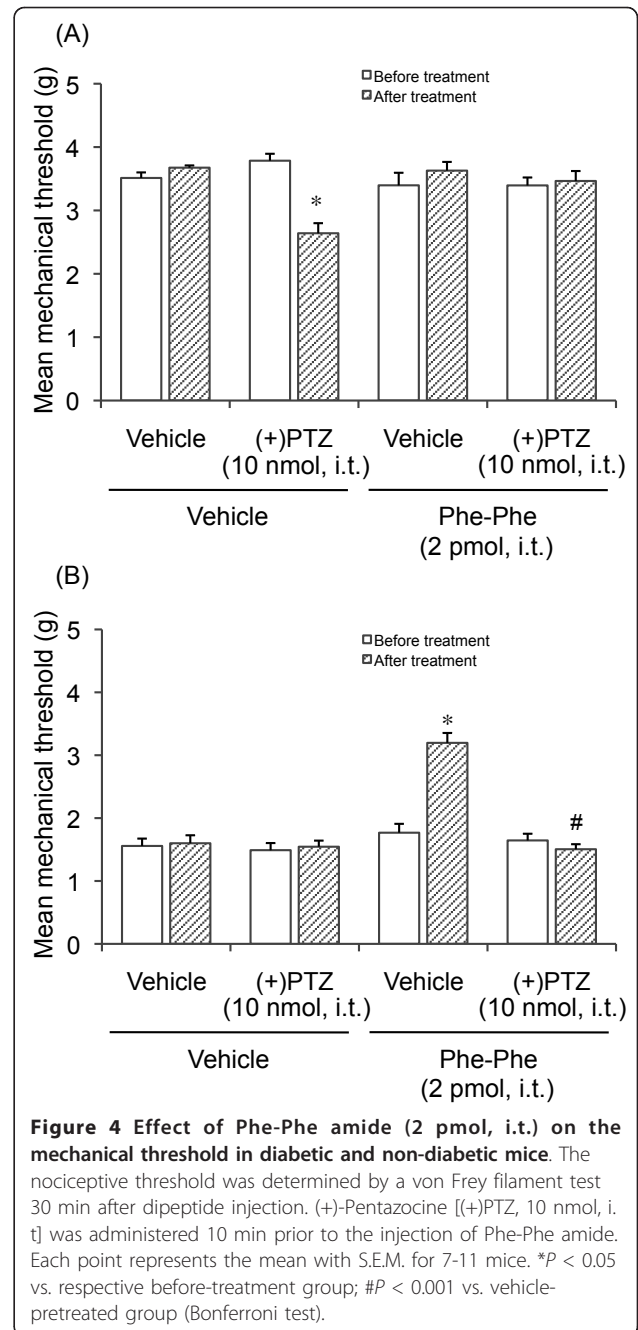 (A)
Before treatment
After treatment
Mean mechanical threshold (g)
5
4
3
2
1
0
*
Vehicle (+)PTZ Vehicle (+)PTZ
(10 nmol, i.t.) (10 nmol, i.t.)
Vehicle Phe-Phe
(2 pmol, i.t.)
(B)
Before treatment
After treatment
Mean mechanical threshold (g)
5
4
3
2
1
0
*
#
Vehicle (+)PTZ Vehicle (+)PTZ
(10 nmol, i.t.) (10 nmol, i.t.)
Vehicle Phe-Phe
(2 pmol, i.t.)
Figure 4 Effect of Phe-Phe amide (2 pmol, i.t.) on the
mechanical threshold in diabetic and non-diabetic mice. The
nociceptive threshold was determined by a von Frey filament test
30 min after dipeptide injection. (+)-Pentazocine [(+)PTZ, 10 nmol, i.
t] was administered 10 min prior to the injection of Phe-Phe amide.
Each point represents the mean with S.E.M. for 7-11 mice. *P < 0.05
vs. respective before-treatment group; #P < 0.001 vs. vehicle-
pretreated group (Bonferroni test).